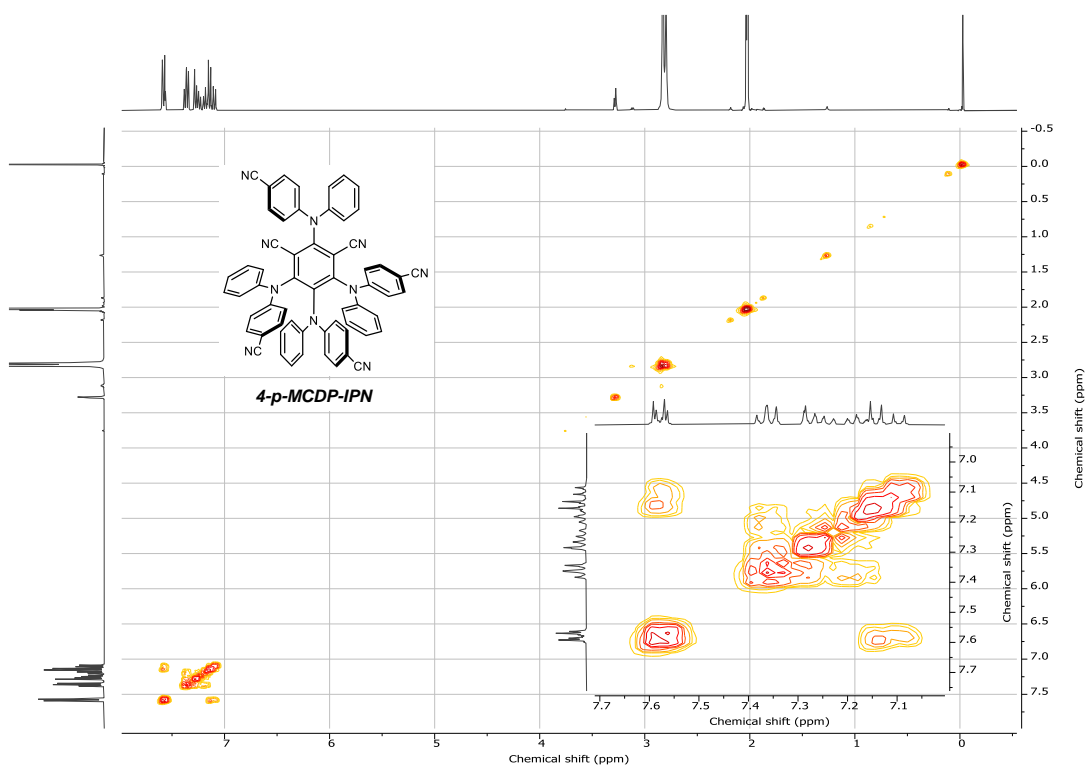 -0.5
0.0
0.5
1.0
1.5
2.0
2.5
3.0
3.5
4.0
4.5
5.0
5.5
6.0
6.5
7.0
7.5
Chemical shift (ppm)
NC
N
NC
CN
CN
N
N
N
NC
CN
4-p-MCDP-IPN
7.0
7.1
7.2
7.3
7.4
7.5
7.6
7.7
Chemical shift (ppm)
7.7
7.6
7.5
7.4
7.3
7.2
7.1
Chemical shift (ppm)
7
6
5
4
3
2
1
0
Chemical shift (ppm)